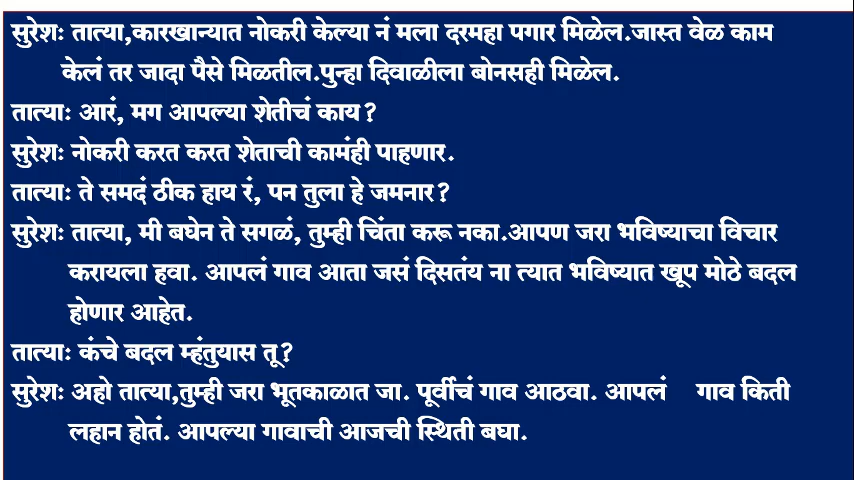 सुरेशः तात्या,कारखान्यात नोकरी केल्या नं मला दरमहा पगार मिळेल.जास्त वेळ काम
केलं तर जादा पैसे मिळतील.पुन्हा दिवाळीला बोनसही मिळेल.
तात्याः आरं, मग आपल्या शेतीचं काय?
सुरेशः नोकरी करत करत शेताची कामंही पाहणार.
तात्याः ते समदं ठीक हाय रं, पन तुला हे जमनार?
सुरेशः तात्या, मी बघेन ते सगळं, तुम्ही चिंता करू नका.आपण जरा भविष्याचा विचार
करायला हवा. आपलं गाव आता जसं दिसतंय ना त्यात भविष्यात खूप मोठे बदल
होणार आहेत.
तात्याः कंचे बदल म्हंतुयास तू?
सुरेशः अहो तात्या,तुम्ही जरा भूतकाळात जा. पूर्वीचं गाव आठवा. आपलं गाव किती
लहान होतं. आपल्या गावाची आजची स्थिती बघा.